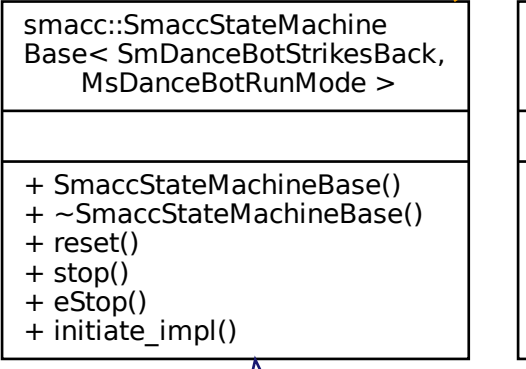 smacc::SmaccStateMachine
Base< SmDanceBotStrikesBack,
MsDanceBotRunMode >
+ SmaccStateMachineBase()
+ ~SmaccStateMachineBase()
+ reset()
+ stop()
+ eStop()
+ initiate_impl()